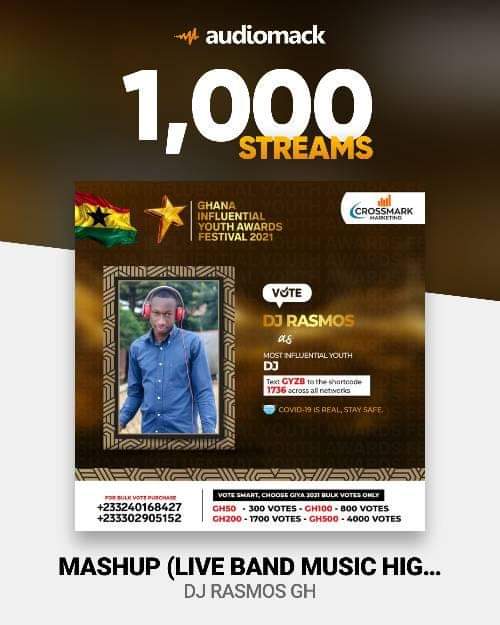 audiomack
1,000
STREAMS
GHANA
INFLUENTIAL
YOUTH AWARDS
FESTIVAL 2021
CROSSMARK
MARKETING
VOTE
DJ RASMOS
as
MOST INFLUENTIAL YOUTH
DJ
Text GYZ8 to the shortcode
1736 across all networks
COVID-19 IS REAL, STAY SAFE.
FOR BULK VOTE PURCHASE
+233240168427
+233302905152
VOTE SMART, CHOOSE GIYA 2021 BULK VOTES ONLY
GH50 - 300 VOTES - GH100 - 800 VOTES
GH200 - 1700 VOTES - GH500 - 4000 VOTES
MASHUP (LIVE BAND MUSIC HIG...
DJ RASMOS GH